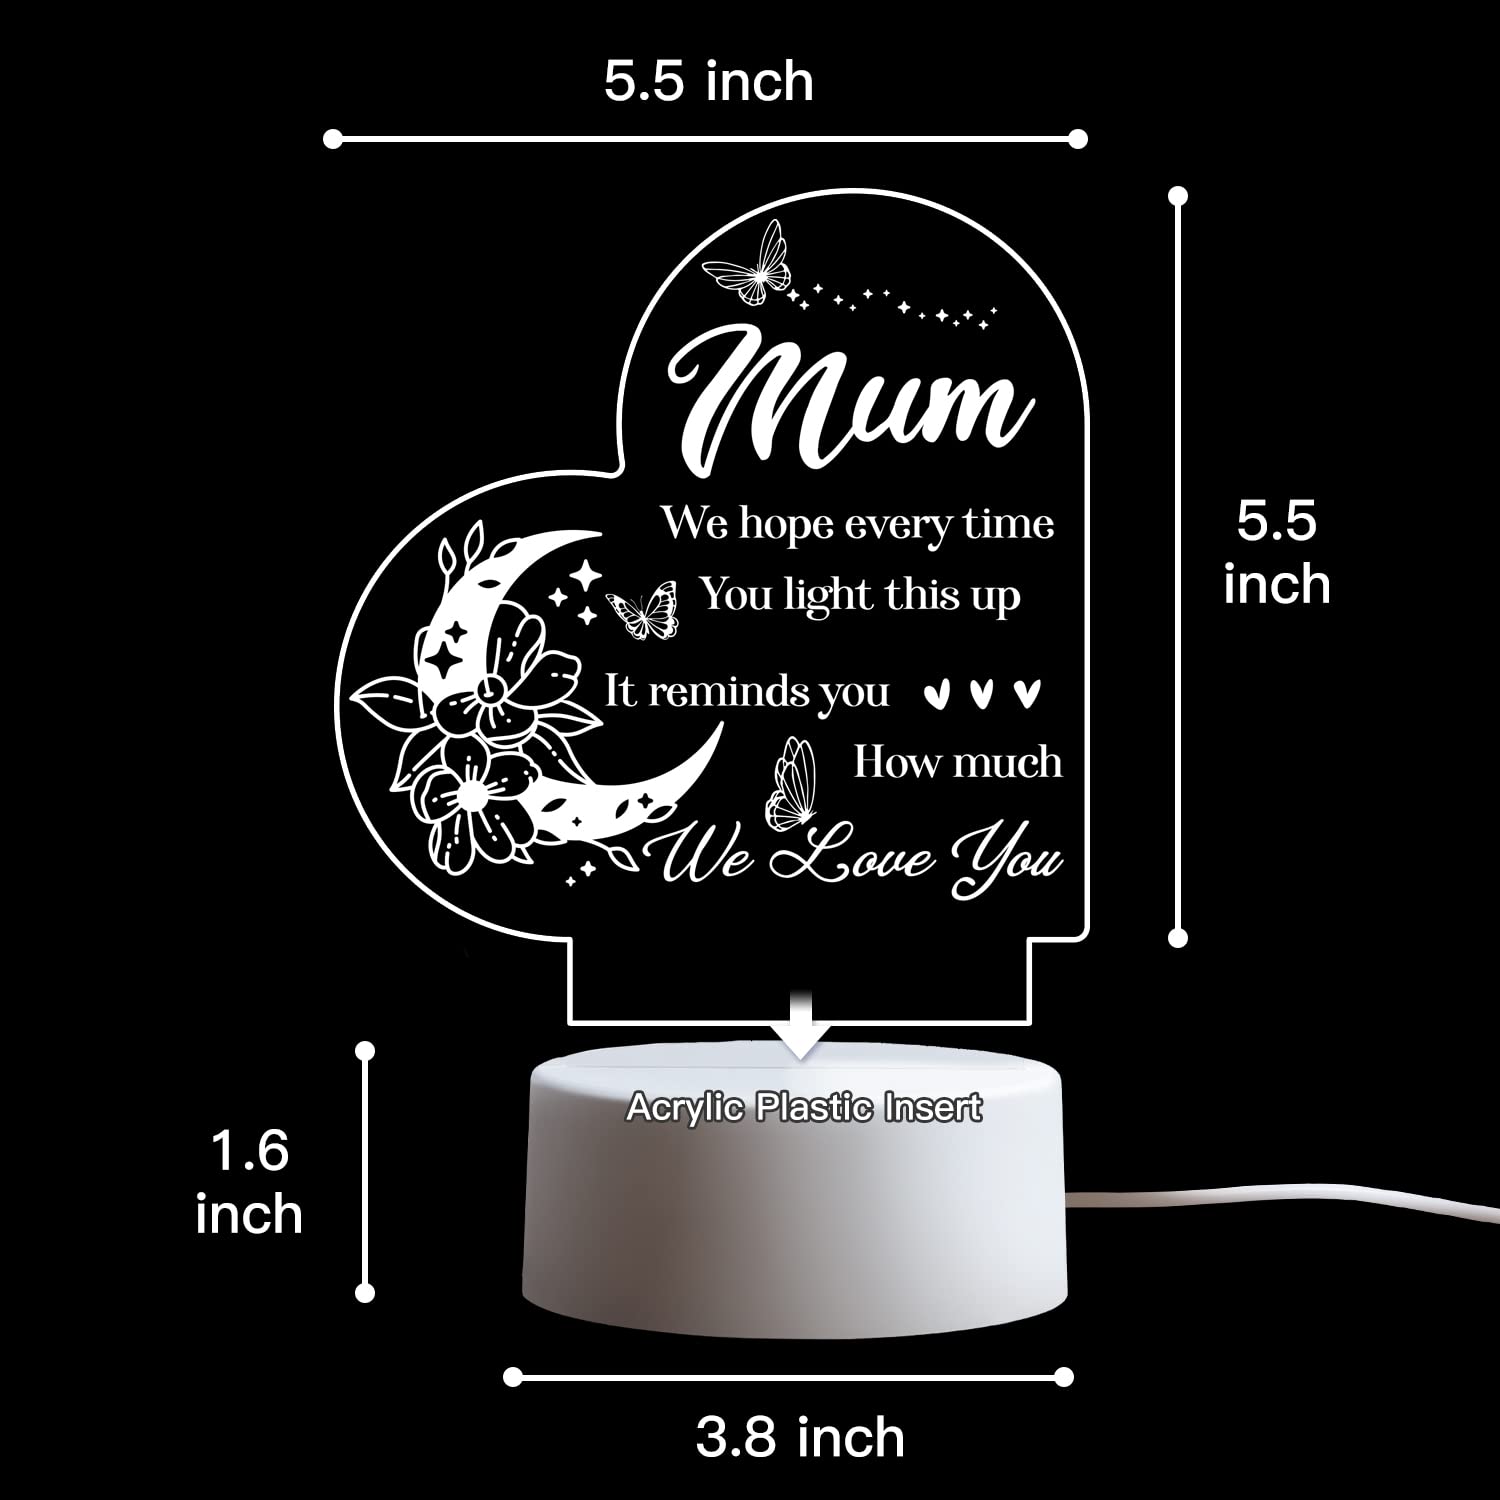 5.5 inch
Mum
We hope every time
You light this up
It reminds you
How much
We Love You
5.5
inch
Acrylic Plastic Insert
1.6
inch
3.8 inch